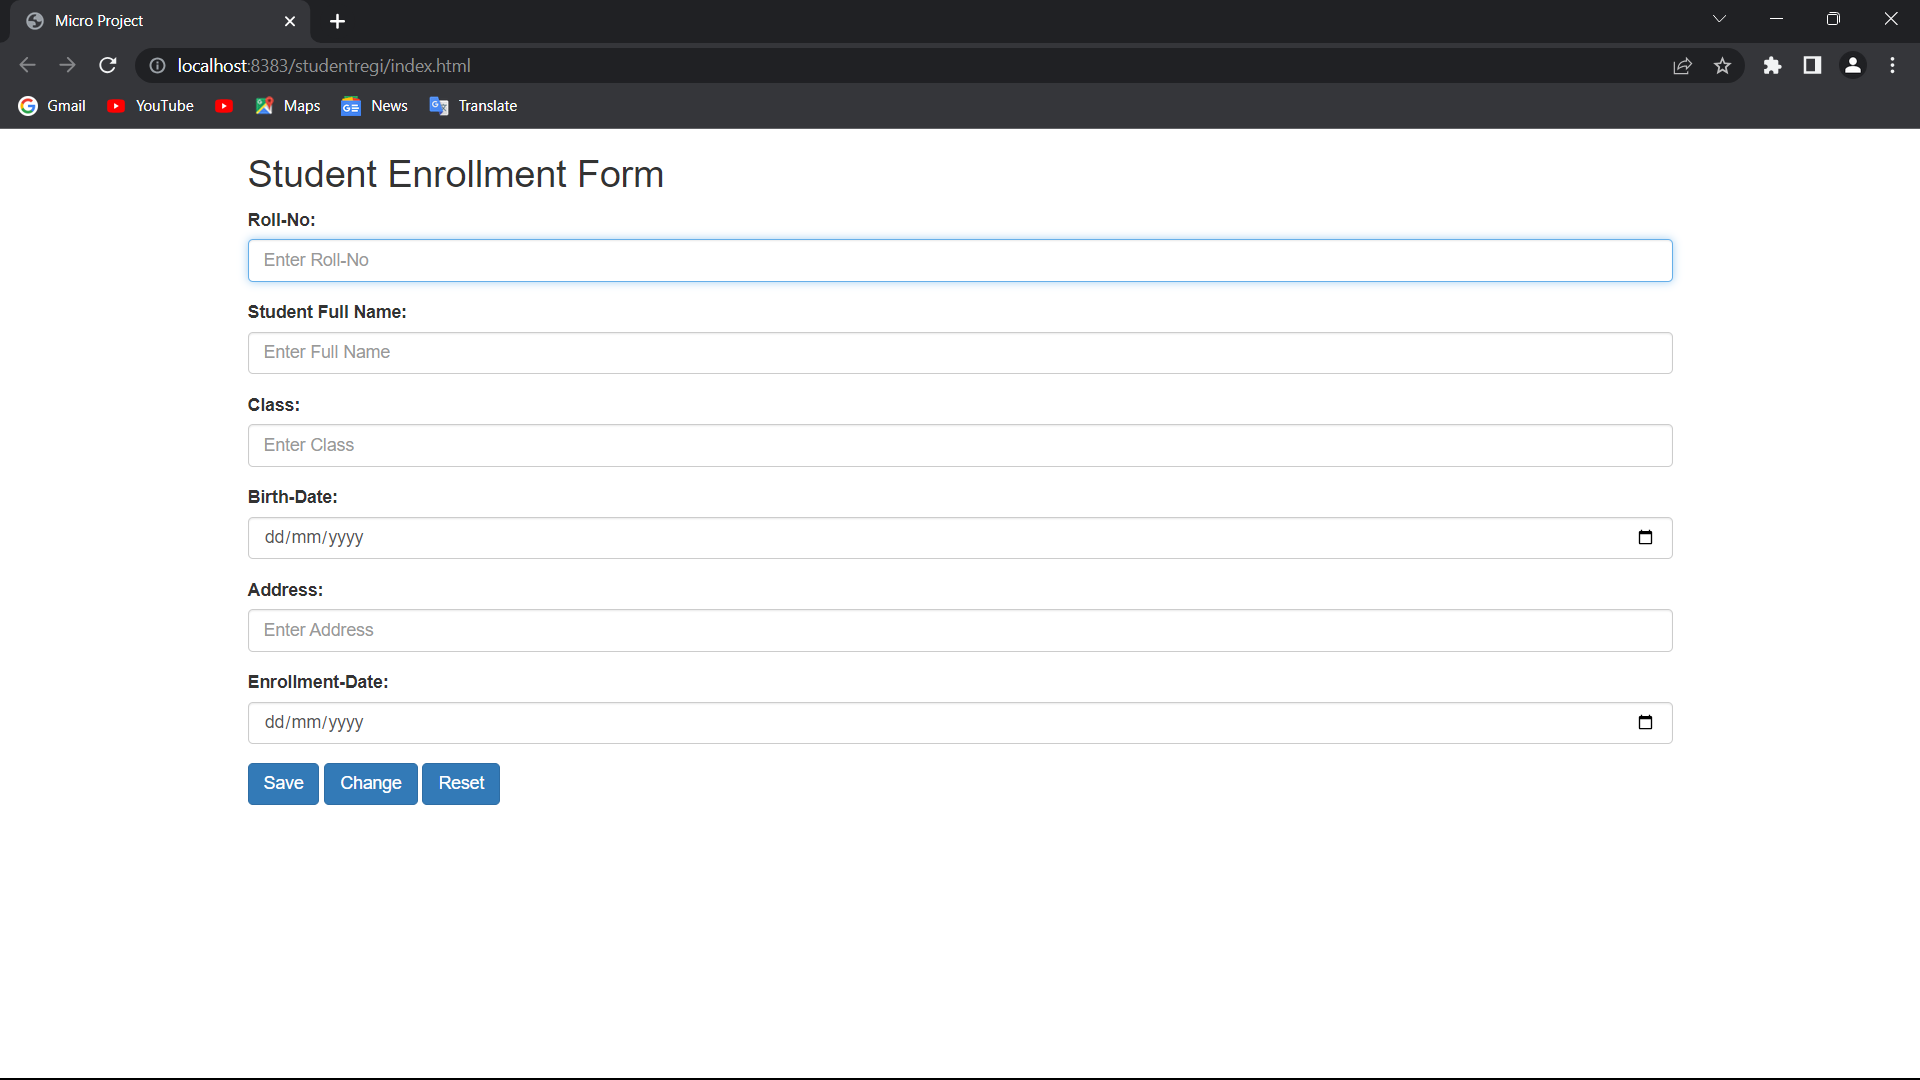 Micro Project
localhost:8383/studentregi/index.html
Gmail YouTube Maps News Translate
Student Enrollment Form
Roll-No:
Enter Roll-No
Student Full Name:
Enter Full Name
Class:
Enter Class
Birth-Date:
dd/mm/yyyy
Address:
Enter Address
Enrollment-Date:
dd/mm/yyyy
Save Change Reset